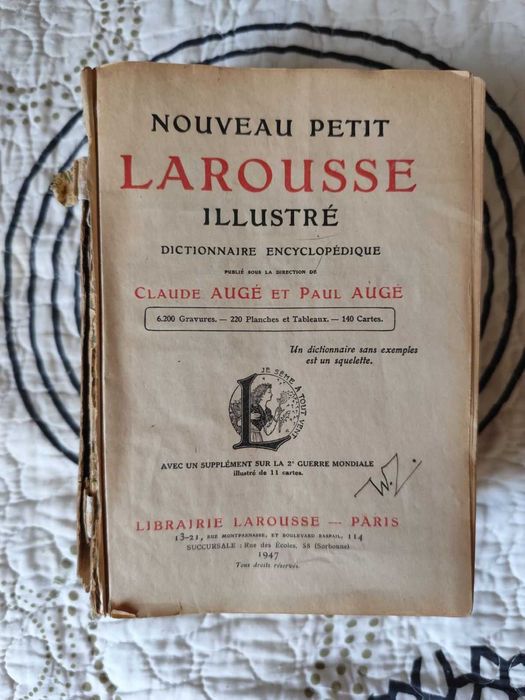 NOUVEAU PETIT
LAROUSSE
ILLUSTRÉ
DICTIONNAIRE ENCYCLOPÉDIQUE
PUBLIÉ SOUS LA DIRECTION DE
CLAUDE AUGÉ ET PAUL AUGÉ
6.200 Gravures. — 220 Planches et Tableaux. — 140 Cartes.
Un dictionnaire sans exemples
est un squelette.
JE SÈME À TOUT VENT
L
AVEC UN SUPPLÉMENT SUR LA 2e GUERRE MONDIALE
illustré de 11 cartes.
LIBRAIRIE LAROUSSE — PARIS
13-21, RUE MONTPARNASSE, ET BOULEVARD RASPAIL, 114
SUCCURSALE : Rue des Écoles, 58 (Sorbonne)
1947
Tous droits réservés.